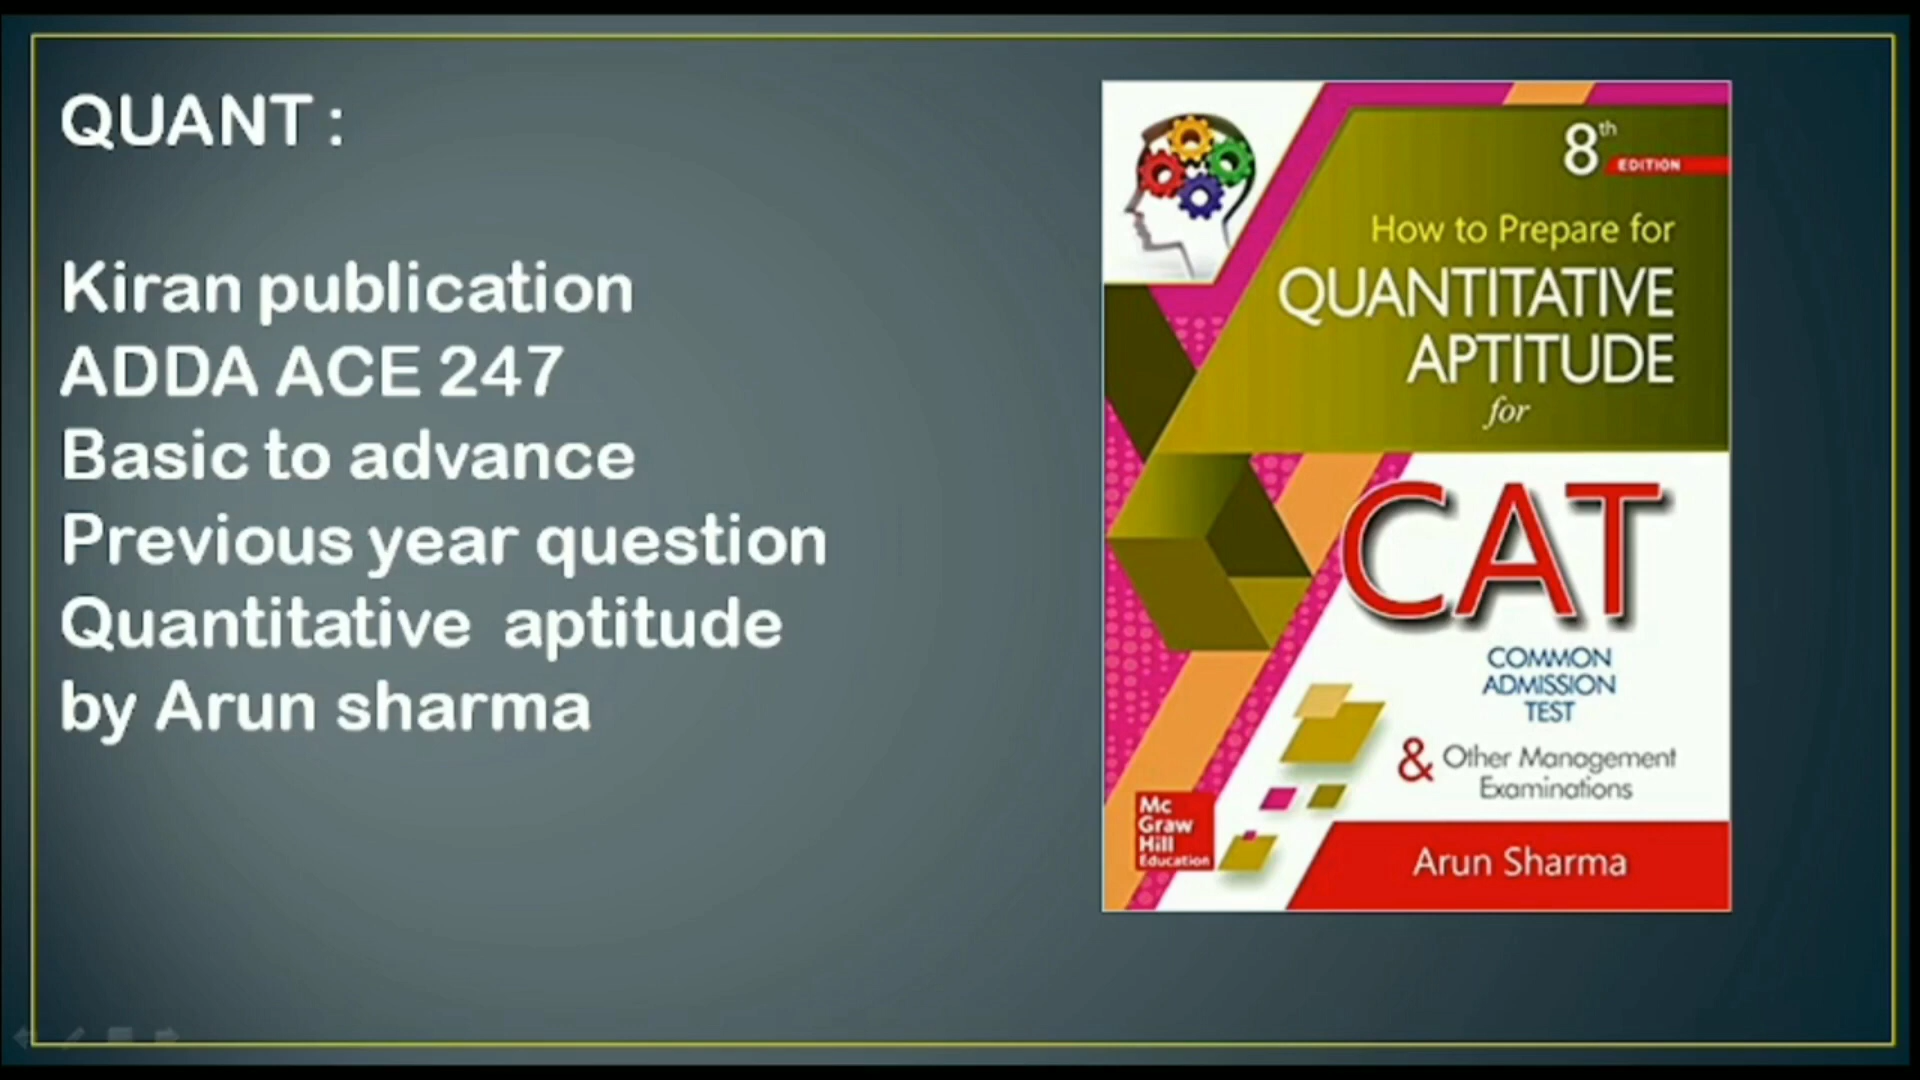 QUANT :
Kiran publication
ADDA ACE 247
Basic to advance
Previous year question
Quantitative aptitude
by Arun sharma
8th EDITION
How to Prepare for
QUANTITATIVE
APTITUDE
for
CAT
COMMON
ADMISSION
TEST
& Other Management
Examinations
Mc
Graw
Hill
Education
Arun Sharma